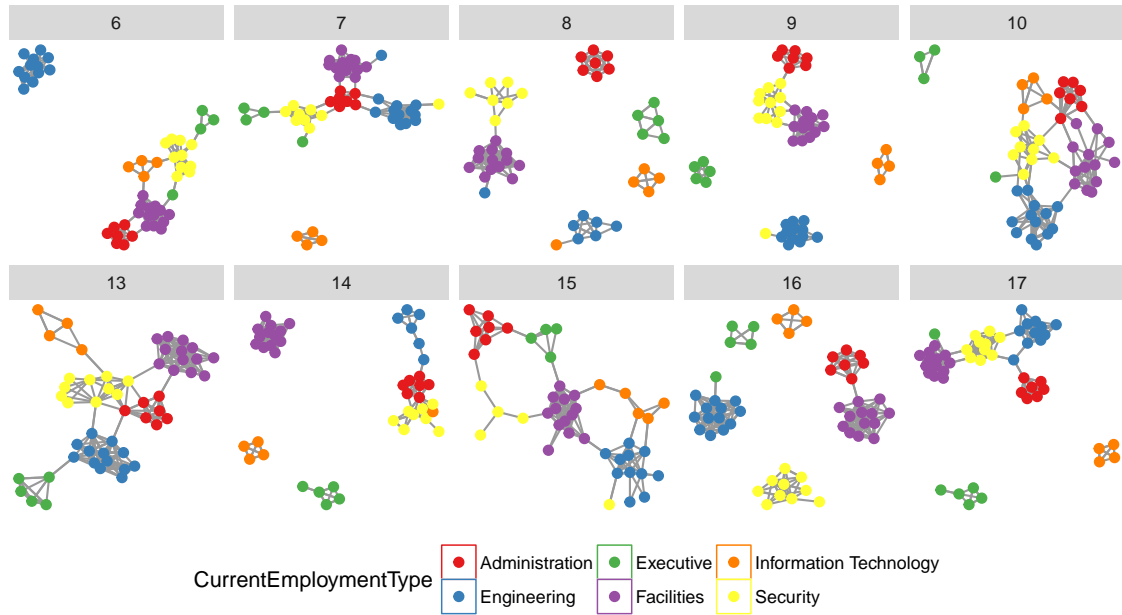 6 7 8 9 10
13 14 15 16 17
CurrentEmploymentType
Administration Executive Information Technology
Engineering Facilities Security